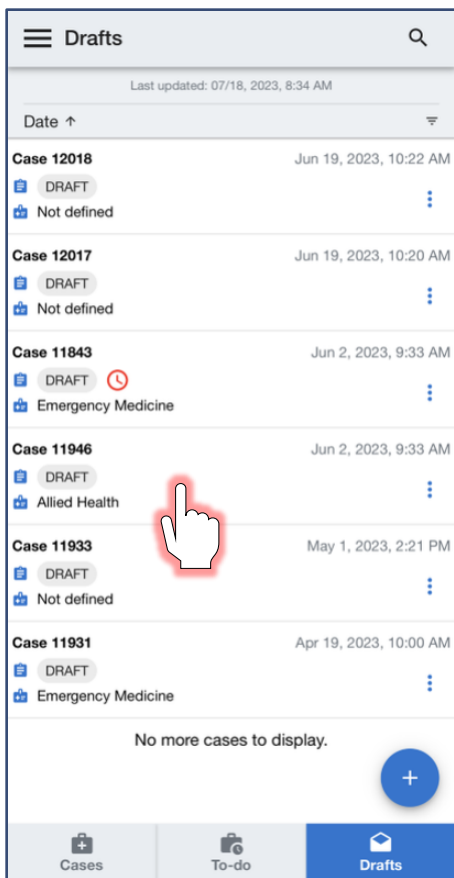 Drafts
Last updated: 07/18, 2023, 8:34 AM
Date ↑
Case 12018 Jun 19, 2023, 10:22 AM
DRAFT
Not defined
Case 12017 Jun 19, 2023, 10:20 AM
DRAFT
Not defined
Case 11843 Jun 2, 2023, 9:33 AM
DRAFT
Emergency Medicine
Case 11946 Jun 2, 2023, 9:33 AM
DRAFT
Allied Health
Case 11933 May 1, 2023, 2:21 PM
DRAFT
Not defined
Case 11931 Apr 19, 2023, 10:00 AM
DRAFT
Emergency Medicine
No more cases to display.
+
Cases To-do Drafts